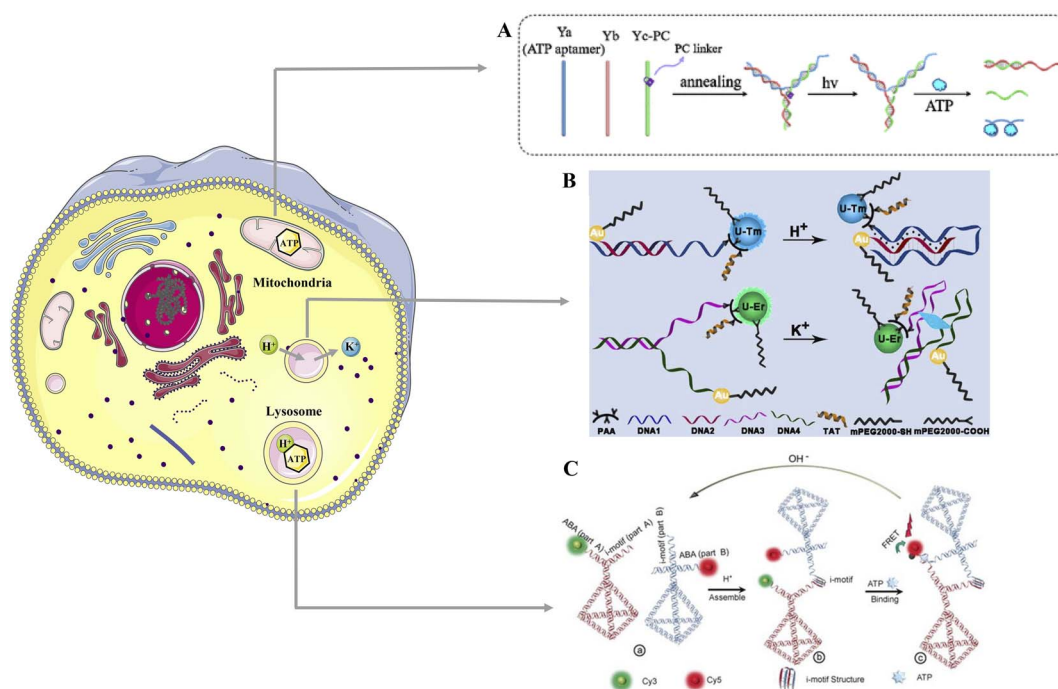 A
Ya
(ATP aptamer)
Yb
Yc-PC
PC linker
annealing
hν
ATP
ATP
Mitochondria
H+
K+
Lysosome
H+
ATP
B
Au
U-Tm
H+
U-Tm
Au
U-Er
K+
U-Er
Au
Au
PAA DNA1 DNA2 DNA3 DNA4 TAT mPEG2000-SH mPEG2000-COOH
C
OH -
ABA (part A)
i-motif (part A)
i-motif (part B)
ABA (part B)
H+
Assemble
i-motif
ATP
Binding
FRET
a
b
c
Cy3
Cy5
i-motif Structure
ATP